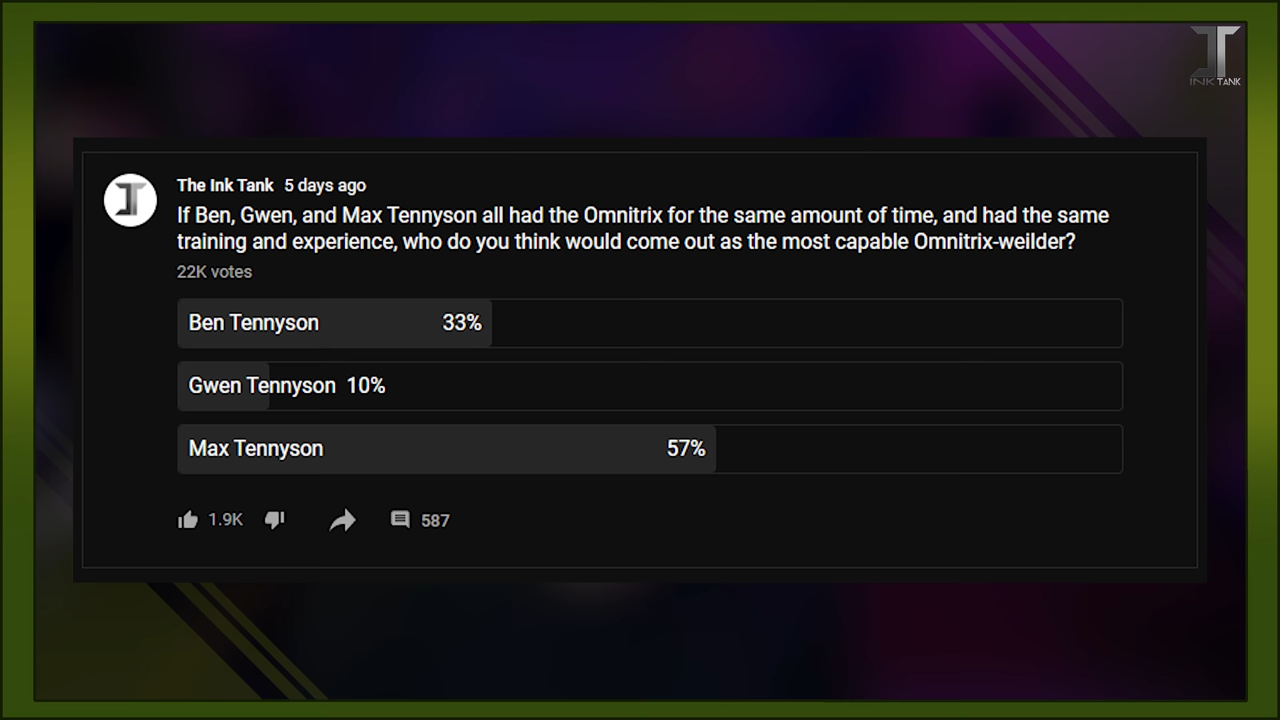 INK TANK
The Ink Tank 5 days ago
If Ben, Gwen, and Max Tennyson all had the Omnitrix for the same amount of time, and had the same
training and experience, who do you think would come out as the most capable Omnitrix-weilder?
22K votes
Ben Tennyson 33%
Gwen Tennyson 10%
Max Tennyson 57%
1.9K 587